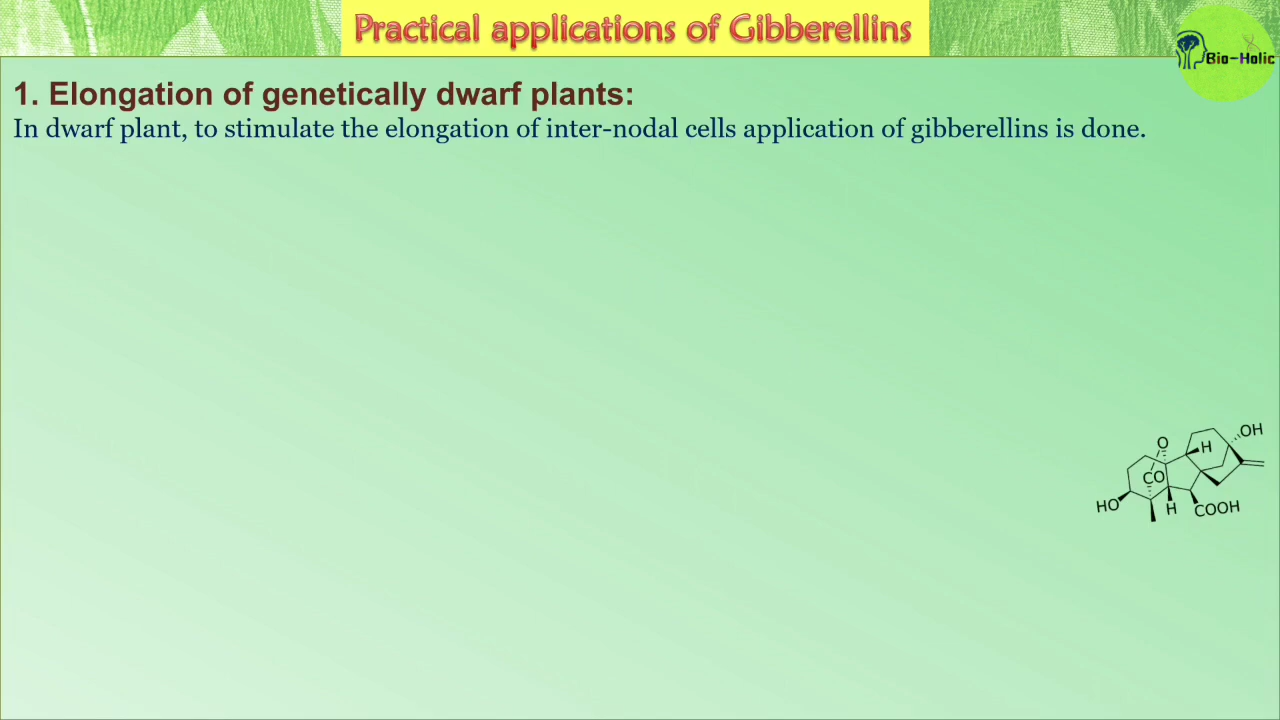 Practical applications of Gibberellins
Bio-Holic
1. Elongation of genetically dwarf plants:
In dwarf plant, to stimulate the elongation of inter-nodal cells application of gibberellins is done.
O
H
OH
CO
HO
H
COOH